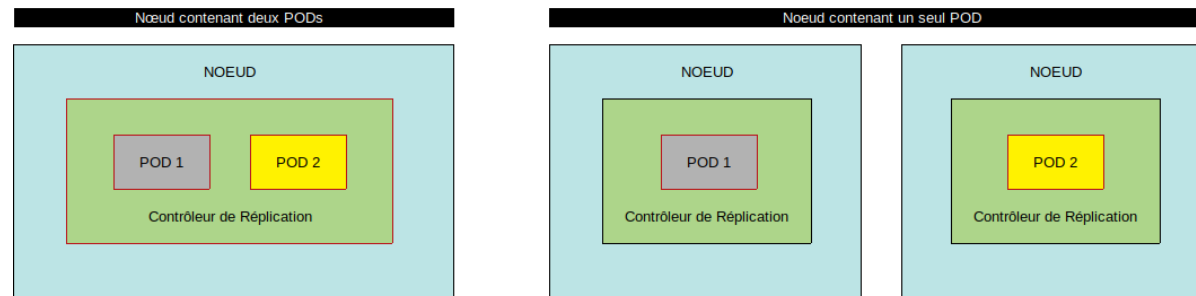 Nœud contenant deux PODs
NOEUD
POD 1
POD 2
Contrôleur de Réplication
Noeud contenant un seul POD
NOEUD
POD 1
Contrôleur de Réplication
NOEUD
POD 2
Contrôleur de Réplication